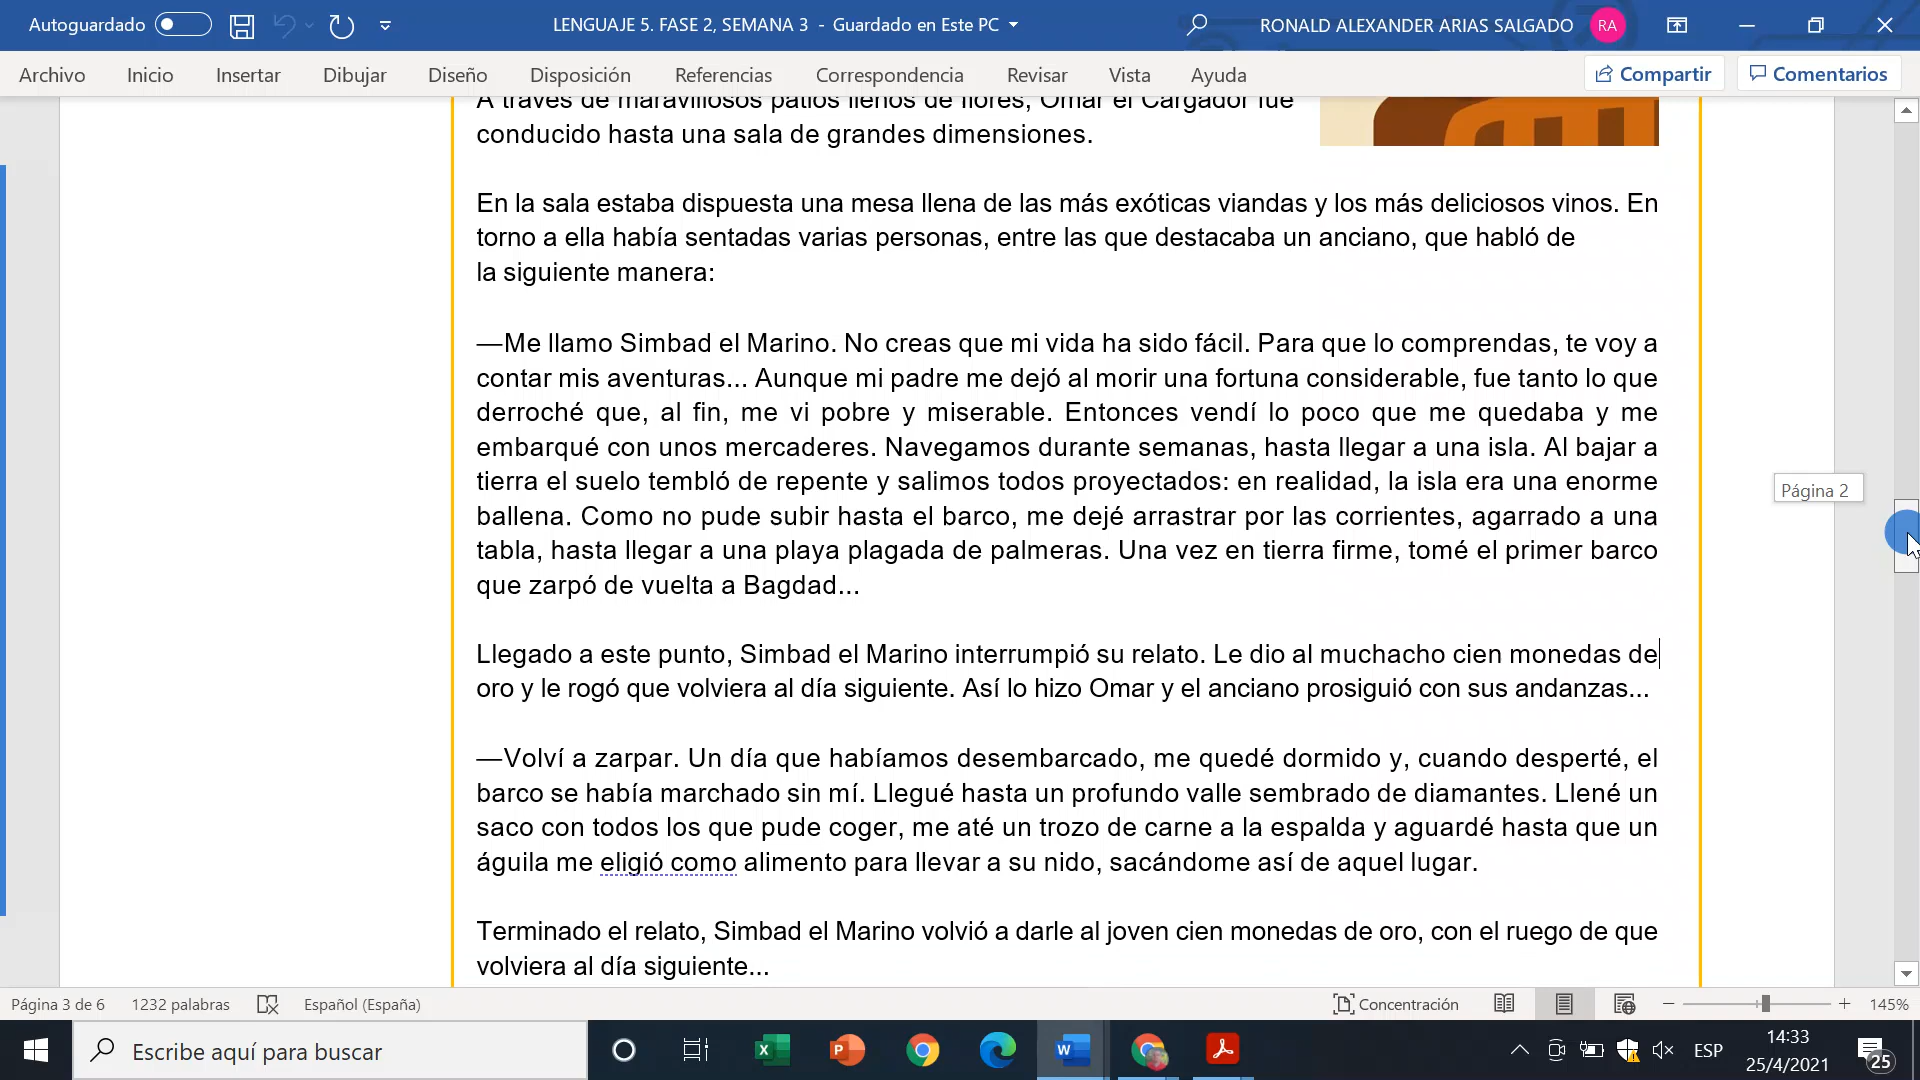 Autoguardado
LENGUAJE 5. FASE 2, SEMANA 3 - Guardado en Este PC
RONALD ALEXANDER ARIAS SALGADO
RA
Archivo Inicio Insertar Dibujar Diseño Disposición Referencias Correspondencia Revisar Vista Ayuda
Compartir
Comentarios
A través de maravillosos patios llenos de flores, Omar el Cargador fue
conducido hasta una sala de grandes dimensiones.
En la sala estaba dispuesta una mesa llena de las más exóticas viandas y los más deliciosos vinos. En
torno a ella había sentadas varias personas, entre las que destacaba un anciano, que habló de
la siguiente manera:
—Me llamo Simbad el Marino. No creas que mi vida ha sido fácil. Para que lo comprendas, te voy a
contar mis aventuras... Aunque mi padre me dejó al morir una fortuna considerable, fue tanto lo que
derroché que, al fin, me vi pobre y miserable. Entonces vendí lo poco que me quedaba y me
embarqué con unos mercaderes. Navegamos durante semanas, hasta llegar a una isla. Al bajar a
tierra el suelo tembló de repente y salimos todos proyectados: en realidad, la isla era una enorme
ballena. Como no pude subir hasta el barco, me dejé arrastrar por las corrientes, agarrado a una
tabla, hasta llegar a una playa plagada de palmeras. Una vez en tierra firme, tomé el primer barco
que zarpó de vuelta a Bagdad...
Página 2
Llegado a este punto, Simbad el Marino interrumpió su relato. Le dio al muchacho cien monedas de
oro y le rogó que volviera al día siguiente. Así lo hizo Omar y el anciano prosiguió con sus andanzas...
—Volví a zarpar. Un día que habíamos desembarcado, me quedé dormido y, cuando desperté, el
barco se había marchado sin mí. Llegué hasta un profundo valle sembrado de diamantes. Llené un
saco con todos los que pude coger, me até un trozo de carne a la espalda y aguardé hasta que un
águila me eligió como alimento para llevar a su nido, sacándome así de aquel lugar.
Terminado el relato, Simbad el Marino volvió a darle al joven cien monedas de oro, con el ruego de que
volviera al día siguiente...
Página 3 de 6 1232 palabras Español (España)
Concentración
145%
Escribe aquí para buscar
ESP
14:33
25/4/2021
25